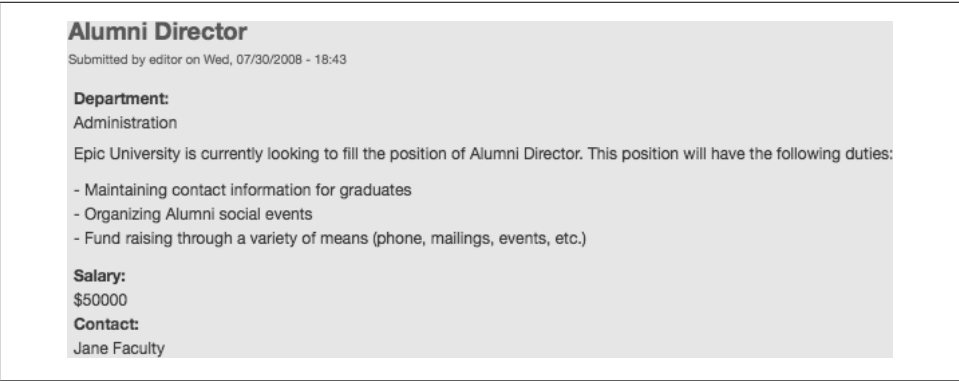 Alumni Director
Submitted by editor on Wed, 07/30/2008 - 18:43
Department:
Administration
Epic University is currently looking to fill the position of Alumni Director. This position will have the following duties:
- Maintaining contact information for graduates
- Organizing Alumni social events
- Fund raising through a variety of means (phone, mailings, events, etc.)
Salary:
$50000
Contact:
Jane Faculty